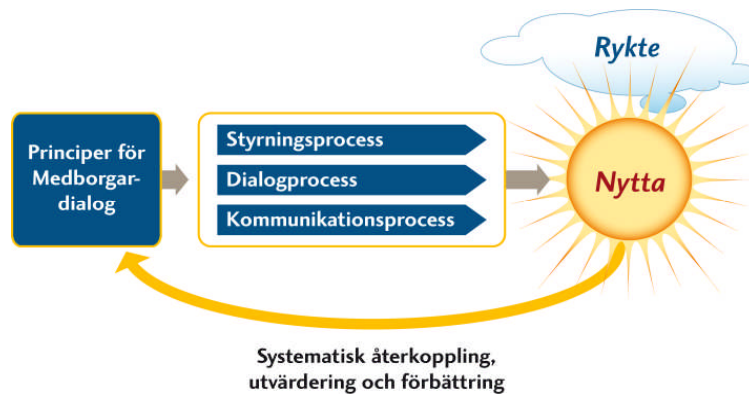 Rykte
Principer för
Medborgar-
dialog
Styrningsprocess
Dialogprocess
Kommunikationsprocess
Nytta
Systematisk återkoppling,
utvärdering och förbättring